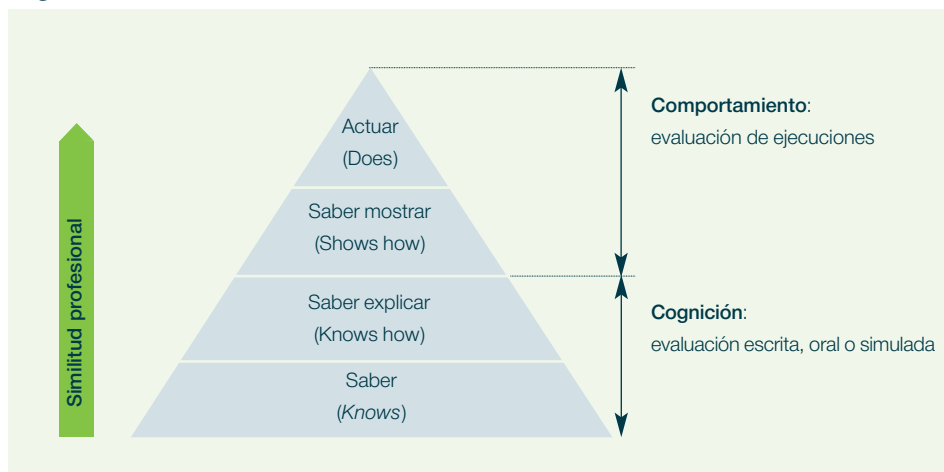 Similitud profesional
Actuar
(Does)
Saber mostrar
(Shows how)
Saber explicar
(Knows how)
Saber
(Knows)
Comportamiento:
evaluación de ejecuciones
Cognición:
evaluación escrita, oral o simulada